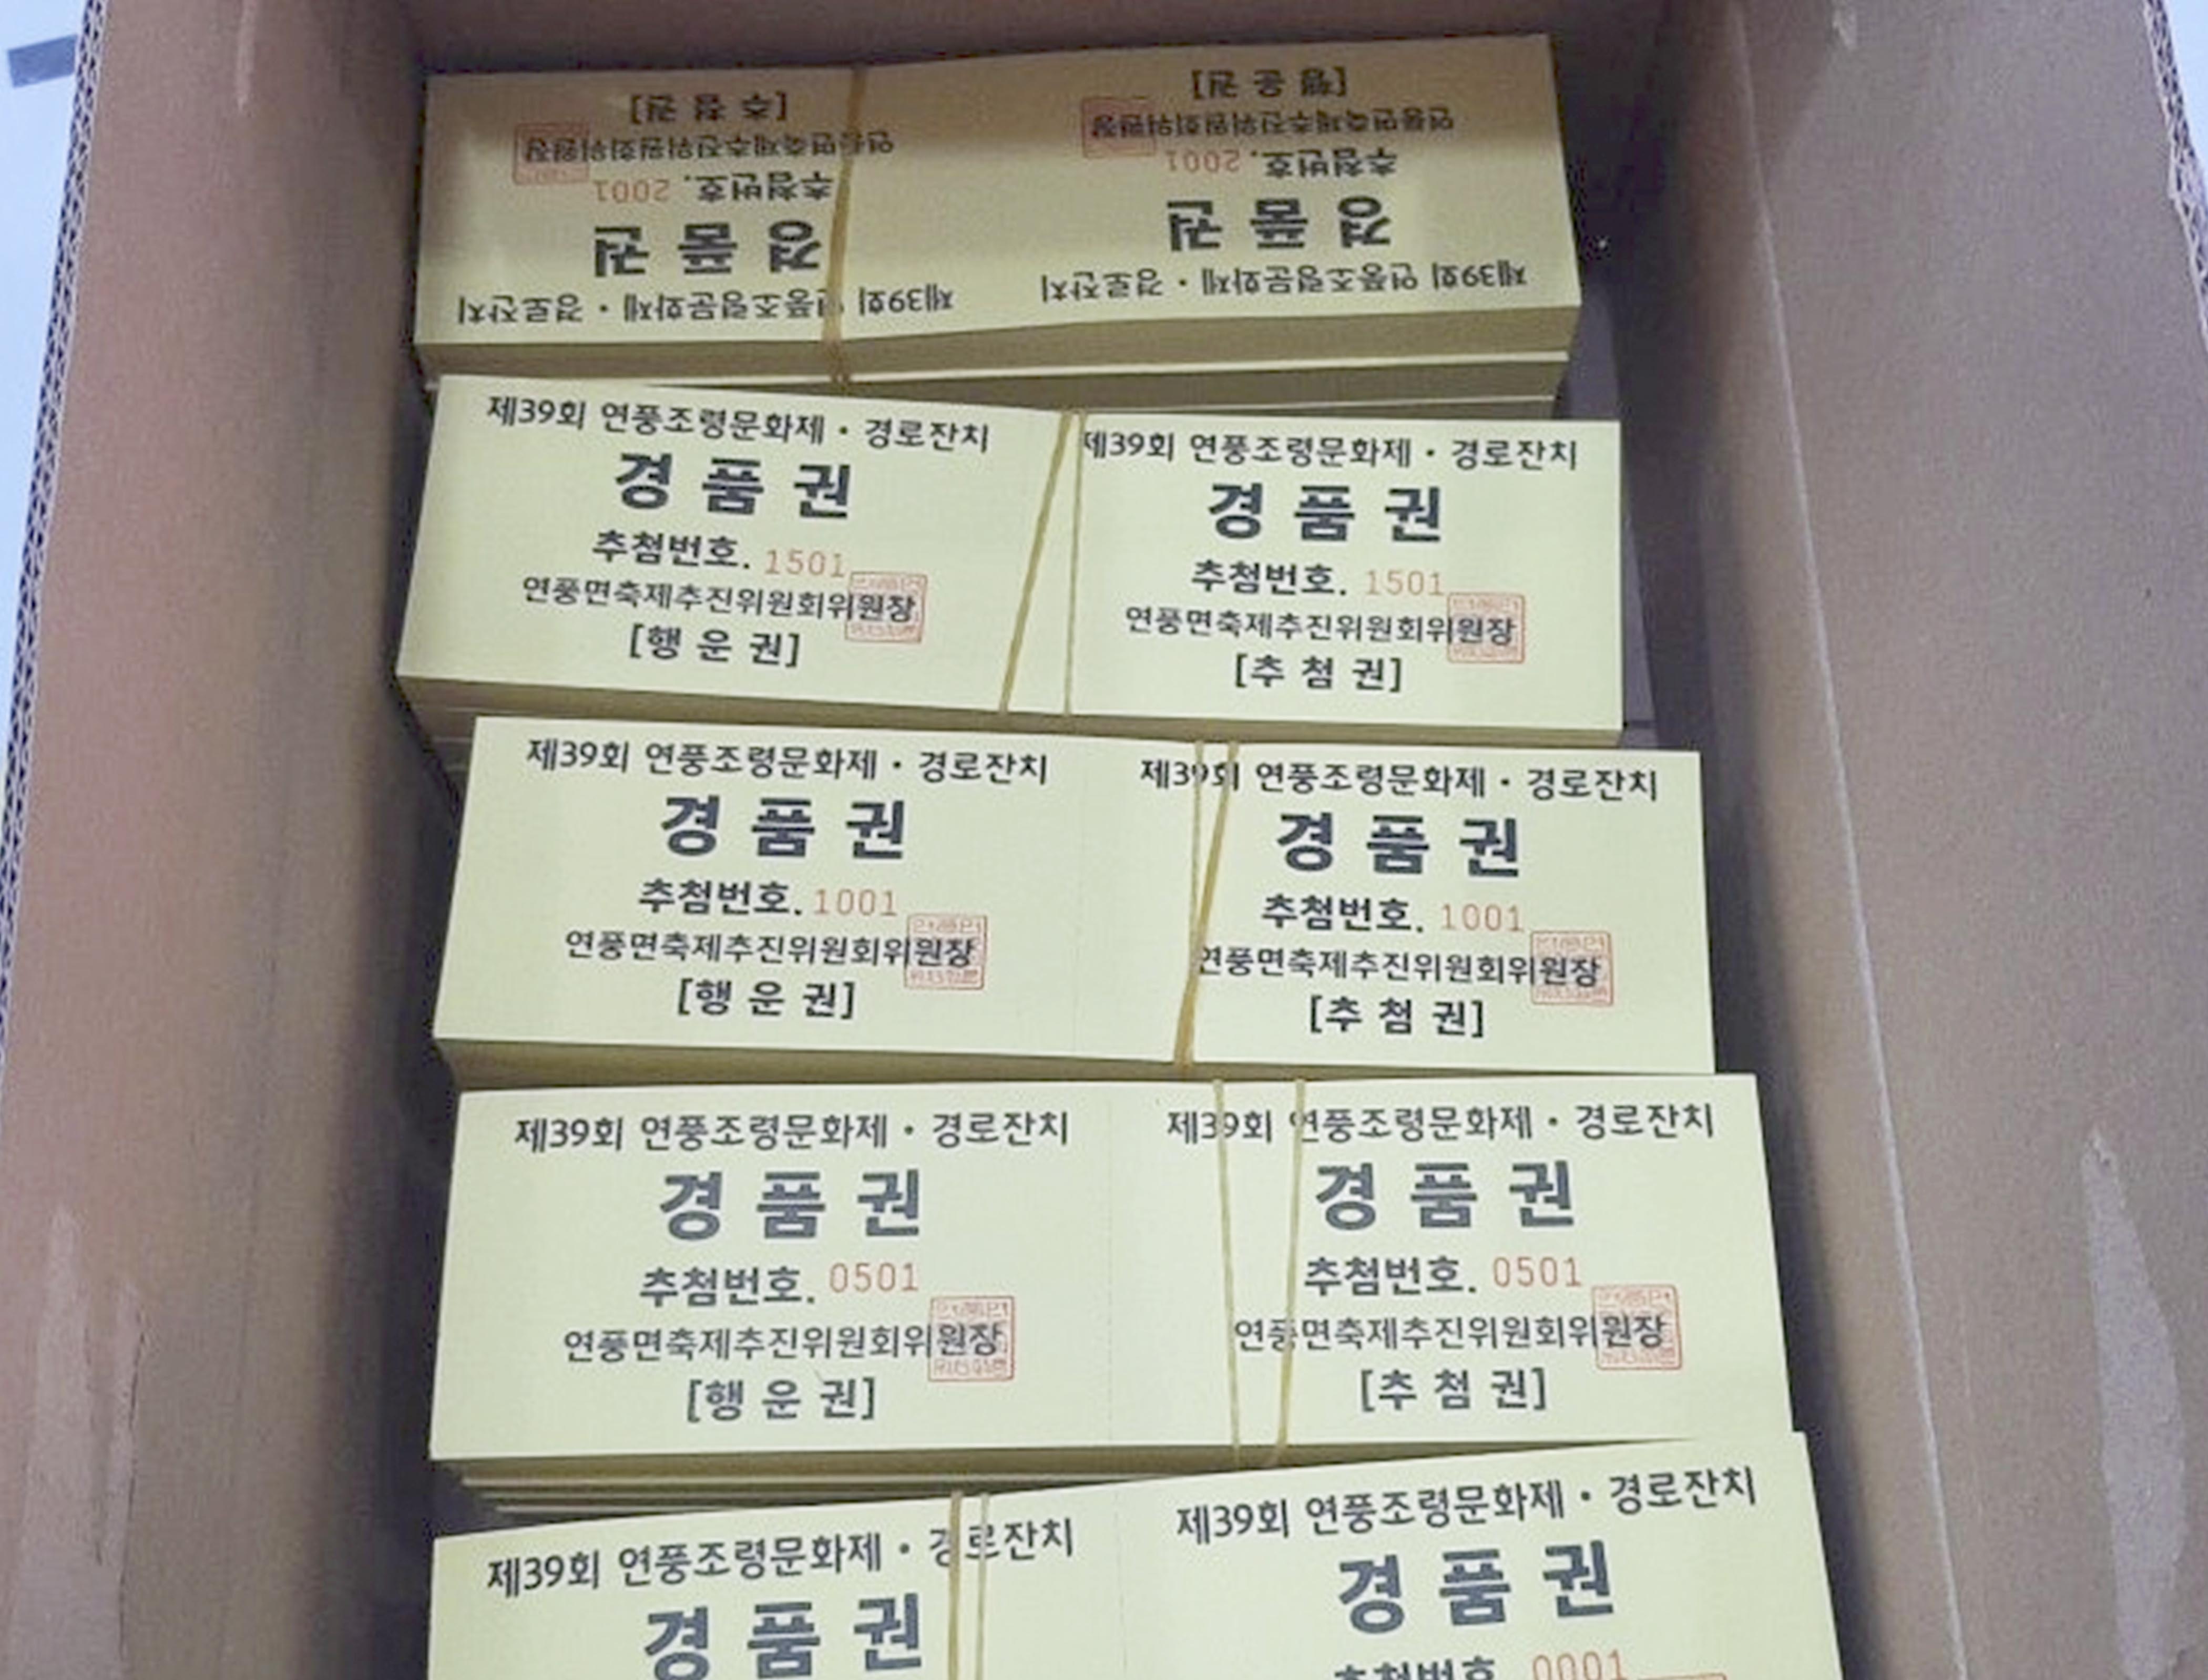 제39회 연풍조령문화제 · 경로잔치
경 품 권
추첨번호. 2001
연풍면축제추진위원회위원장
[행 운 권]
제39회 연풍조령문화제 · 경로잔치
경 품 권
추첨번호. 2001
연풍면축제추진위원회위원장
[추 첨 권]
제39회 연풍조령문화제 · 경로잔치
경 품 권
추첨번호. 1501
연풍면축제추진위원회위원장
[행 운 권]
제39회 연풍조령문화제 · 경로잔치
경 품 권
추첨번호. 1501
연풍면축제추진위원회위원장
[추 첨 권]
제39회 연풍조령문화제 · 경로잔치
경 품 권
추첨번호. 1001
연풍면축제추진위원회위원장
[행 운 권]
제39회 연풍조령문화제 · 경로잔치
경 품 권
추첨번호. 1001
연풍면축제추진위원회위원장
[추 첨 권]
제39회 연풍조령문화제 · 경로잔치
경 품 권
추첨번호. 0501
연풍면축제추진위원회위원장
[행 운 권]
제39회 연풍조령문화제 · 경로잔치
경 품 권
추첨번호. 0501
연풍면축제추진위원회위원장
[추 첨 권]
제39회 연풍조령문화제 · 경로잔치
경 품 권
제39회 연풍조령문화제 · 경로잔치
경 품 권
추첨번호. 0001